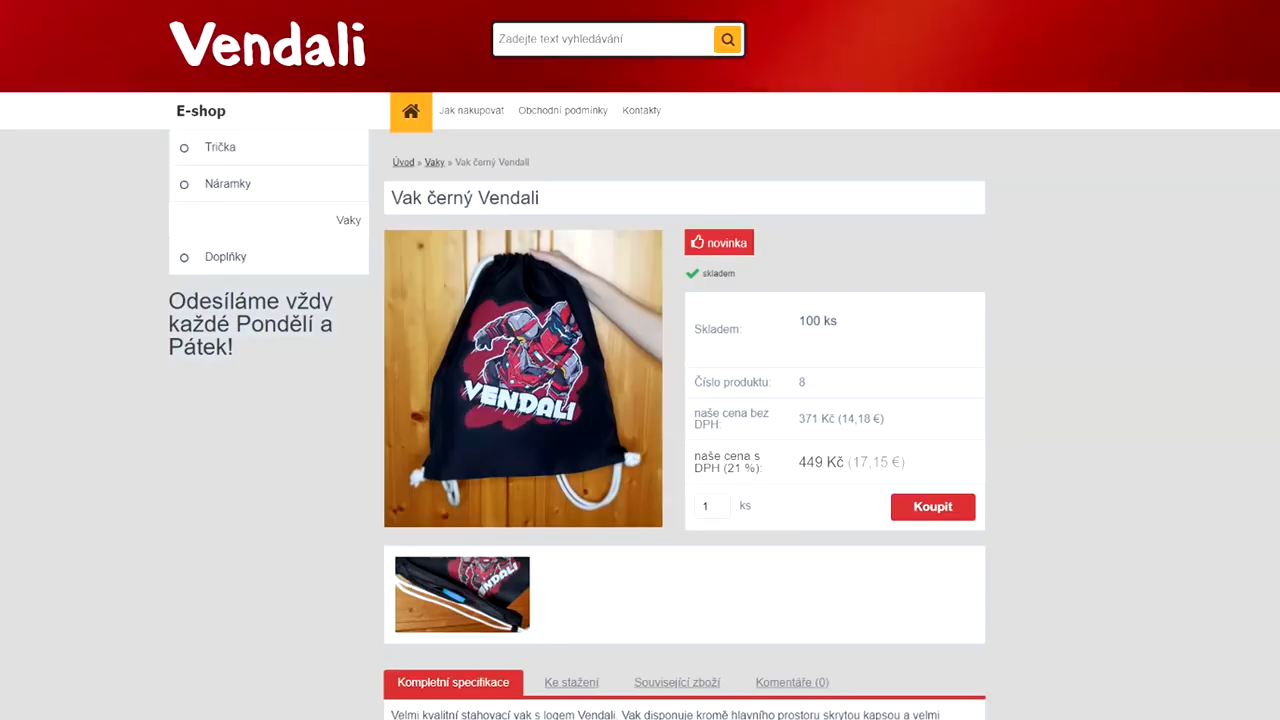 Vendali
Zadejte text vyhledávání
E-shop
Jak nakupovat
Obchodní podmínky
Kontakty
Trička
Náramky
Vaky
Doplňky
Odesíláme vždy
každé Pondělí a
Pátek!
Úvod » Vaky » Vak černý Vendali
Vak černý Vendali
VENDALI
novinka
skladem
Skladem:
100 ks
Číslo produktu:
8
naše cena bez
DPH:
371 Kč (14,18 €)
naše cena s
DPH (21 %):
449 Kč (17,15 €)
1
ks
Koupit
VENDALI
Kompletní specifikace
Ke stažení
Související zboží
Komentáře (0)
Velmi kvalitní stahovací vak s logem Vendali. Vak disponuje kromě hlavního prostoru skrytou kapsou a velmi